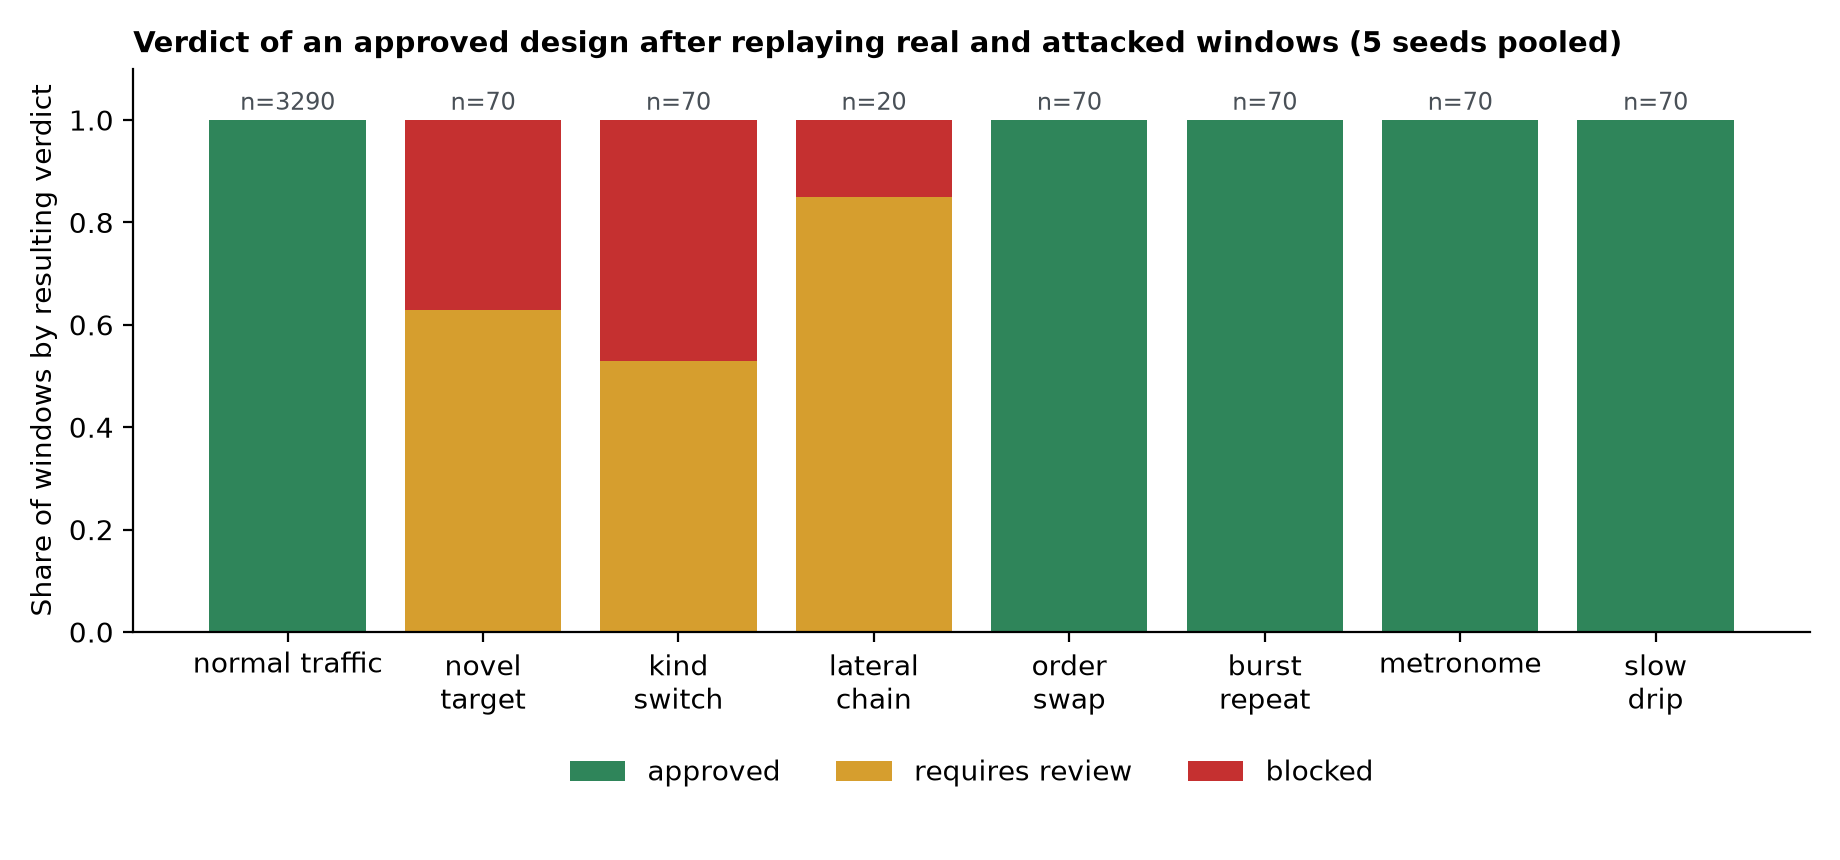 Verdict of an approved design after replaying real and attacked windows (5 seeds pooled)
Share of windows by resulting verdict
1.0
0.8
0.6
0.4
0.2
0.0
n=3290
n=70
n=70
n=20
n=70
n=70
n=70
n=70
normal traffic
novel
target
kind
switch
lateral
chain
order
swap
burst
repeat
metronome
slow
drip
approved
requires review
blocked